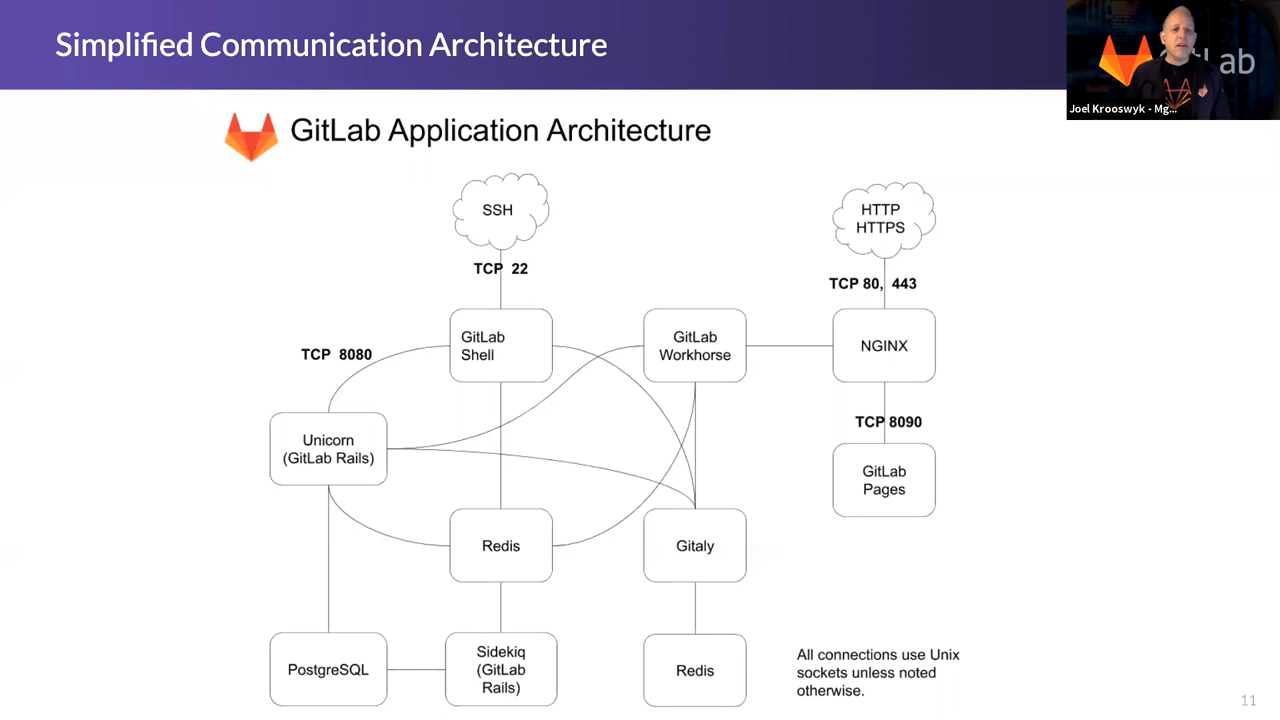 Simplified Communication Architecture
Lab
Joel Krooswyk - Mg...
GitLab Application Architecture
SSH
HTTP
HTTPS
TCP 22
TCP 80, 443
GitLab
Shell
GitLab
Workhorse
NGINX
TCP 8080
TCP 8090
Unicorn
(GitLab Rails)
GitLab
Pages
Redis
Gitaly
PostgreSQL
Sidekiq
(GitLab
Rails)
Redis
All connections use Unix
sockets unless noted
otherwise.
11